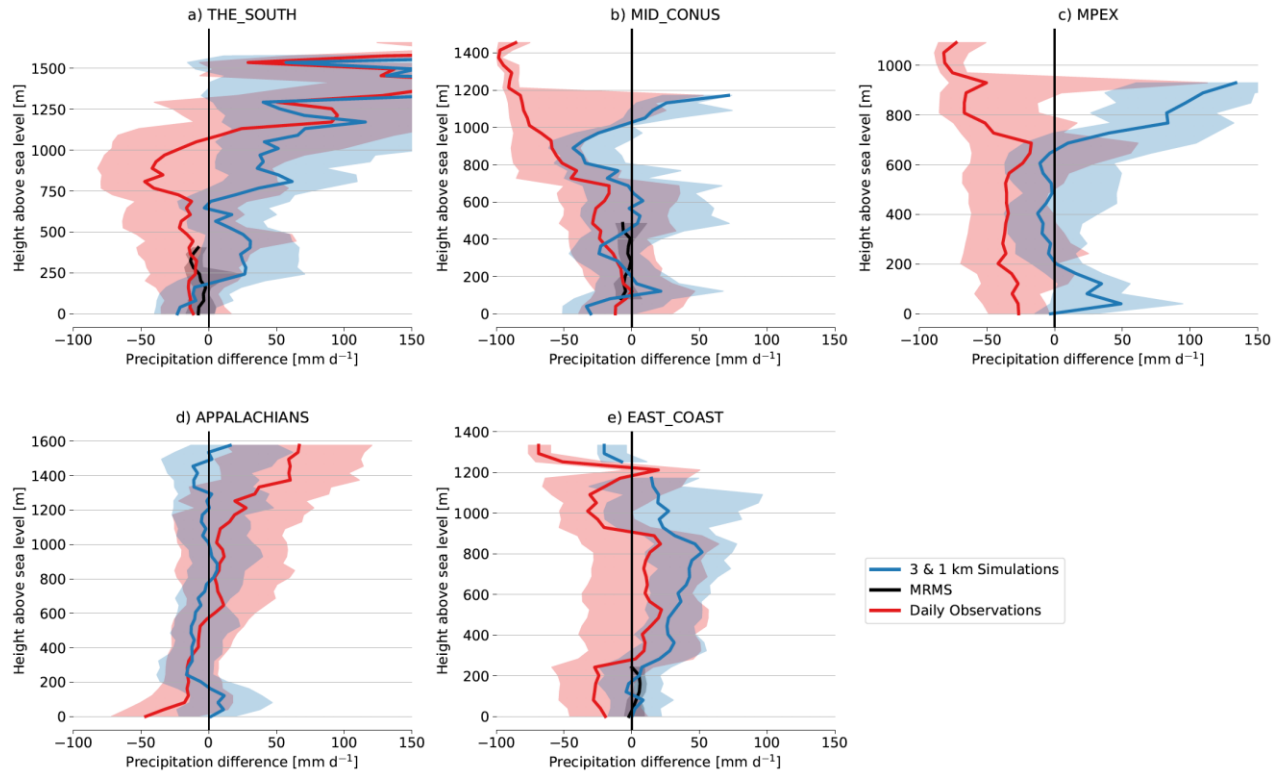 a) THE_SOUTH
Height above sea level [m]
1500
1250
1000
750
500
250
0
−100 −50 0 50 100 150
Precipitation difference [mm d⁻¹]
b) MID_CONUS
Height above sea level [m]
1400
1200
1000
800
600
400
200
0
−100 −50 0 50 100 150
Precipitation difference [mm d⁻¹]
c) MPEX
Height above sea level [m]
1000
800
600
400
200
0
−100 −50 0 50 100 150
Precipitation difference [mm d⁻¹]
d) APPALACHIANS
Height above sea level [m]
1600
1400
1200
1000
800
600
400
200
0
−100 −50 0 50 100 150
Precipitation difference [mm d⁻¹]
e) EAST_COAST
Height above sea level [m]
1400
1200
1000
800
600
400
200
0
−100 −50 0 50 100 150
Precipitation difference [mm d⁻¹]
3 & 1 km Simulations
MRMS
Daily Observations